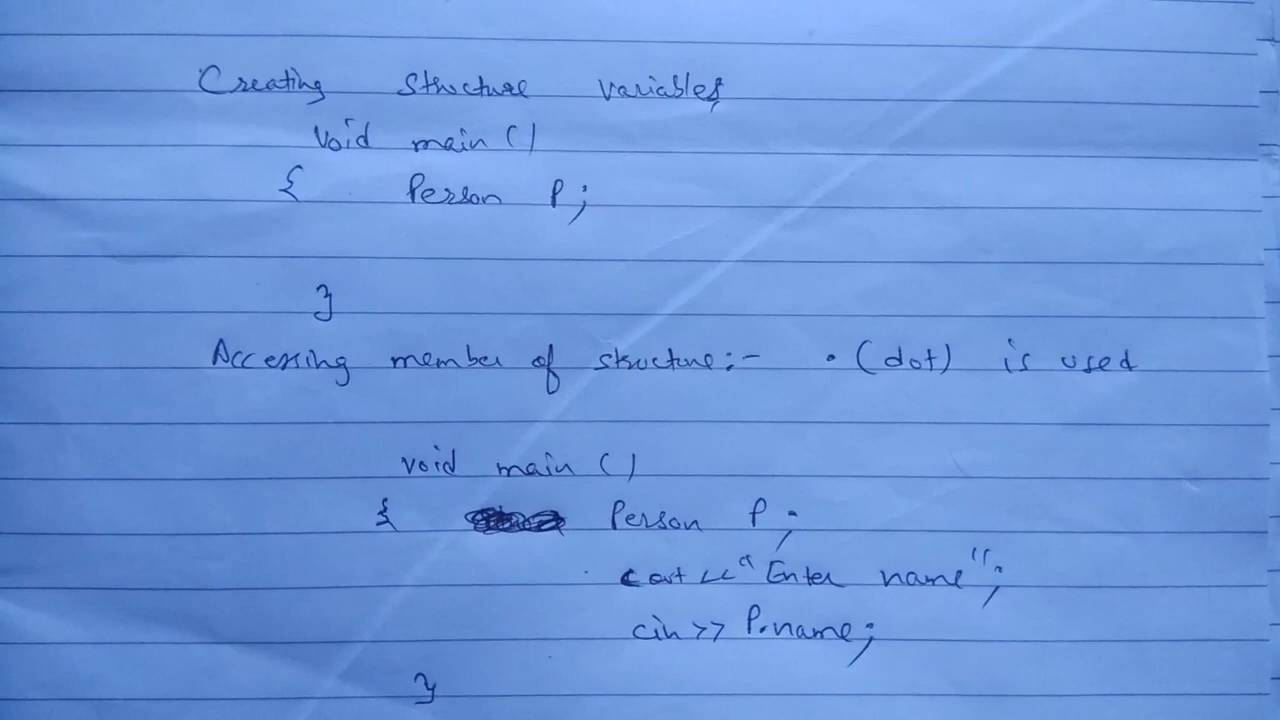 Creating structure variables,
void main ()
{ Person P;
}
Accessing member of structure:- . (dot) is used
void main ()
{ Person P;
cout << "Enter name";
cin >> P.name;
}